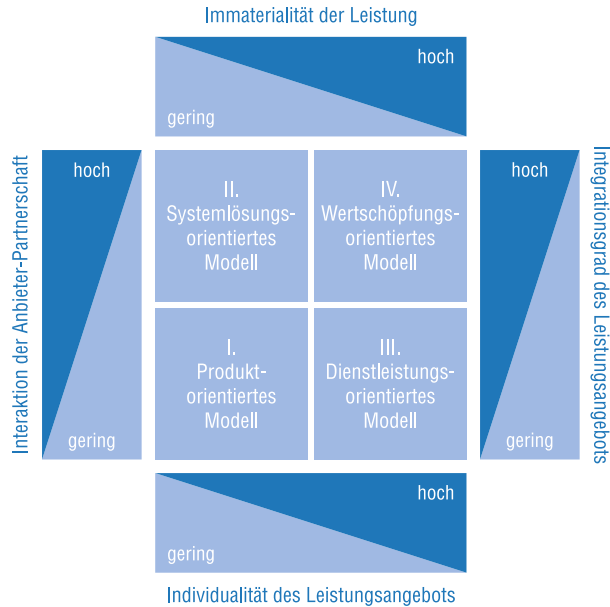 Immaterialität der Leistung
hoch
gering
Interaktion der Anbieter-Partnerschaft
hoch
gering
II.
Systemlösungs-
orientiertes
Modell
IV.
Wertschöpfungs-
orientiertes
Modell
I.
Produkt-
orientiertes
Modell
III.
Dienstleistungs-
orientiertes
Modell
hoch
gering
Integrationsgrad des Leistungsangebots
hoch
gering
Individualität des Leistungsangebots